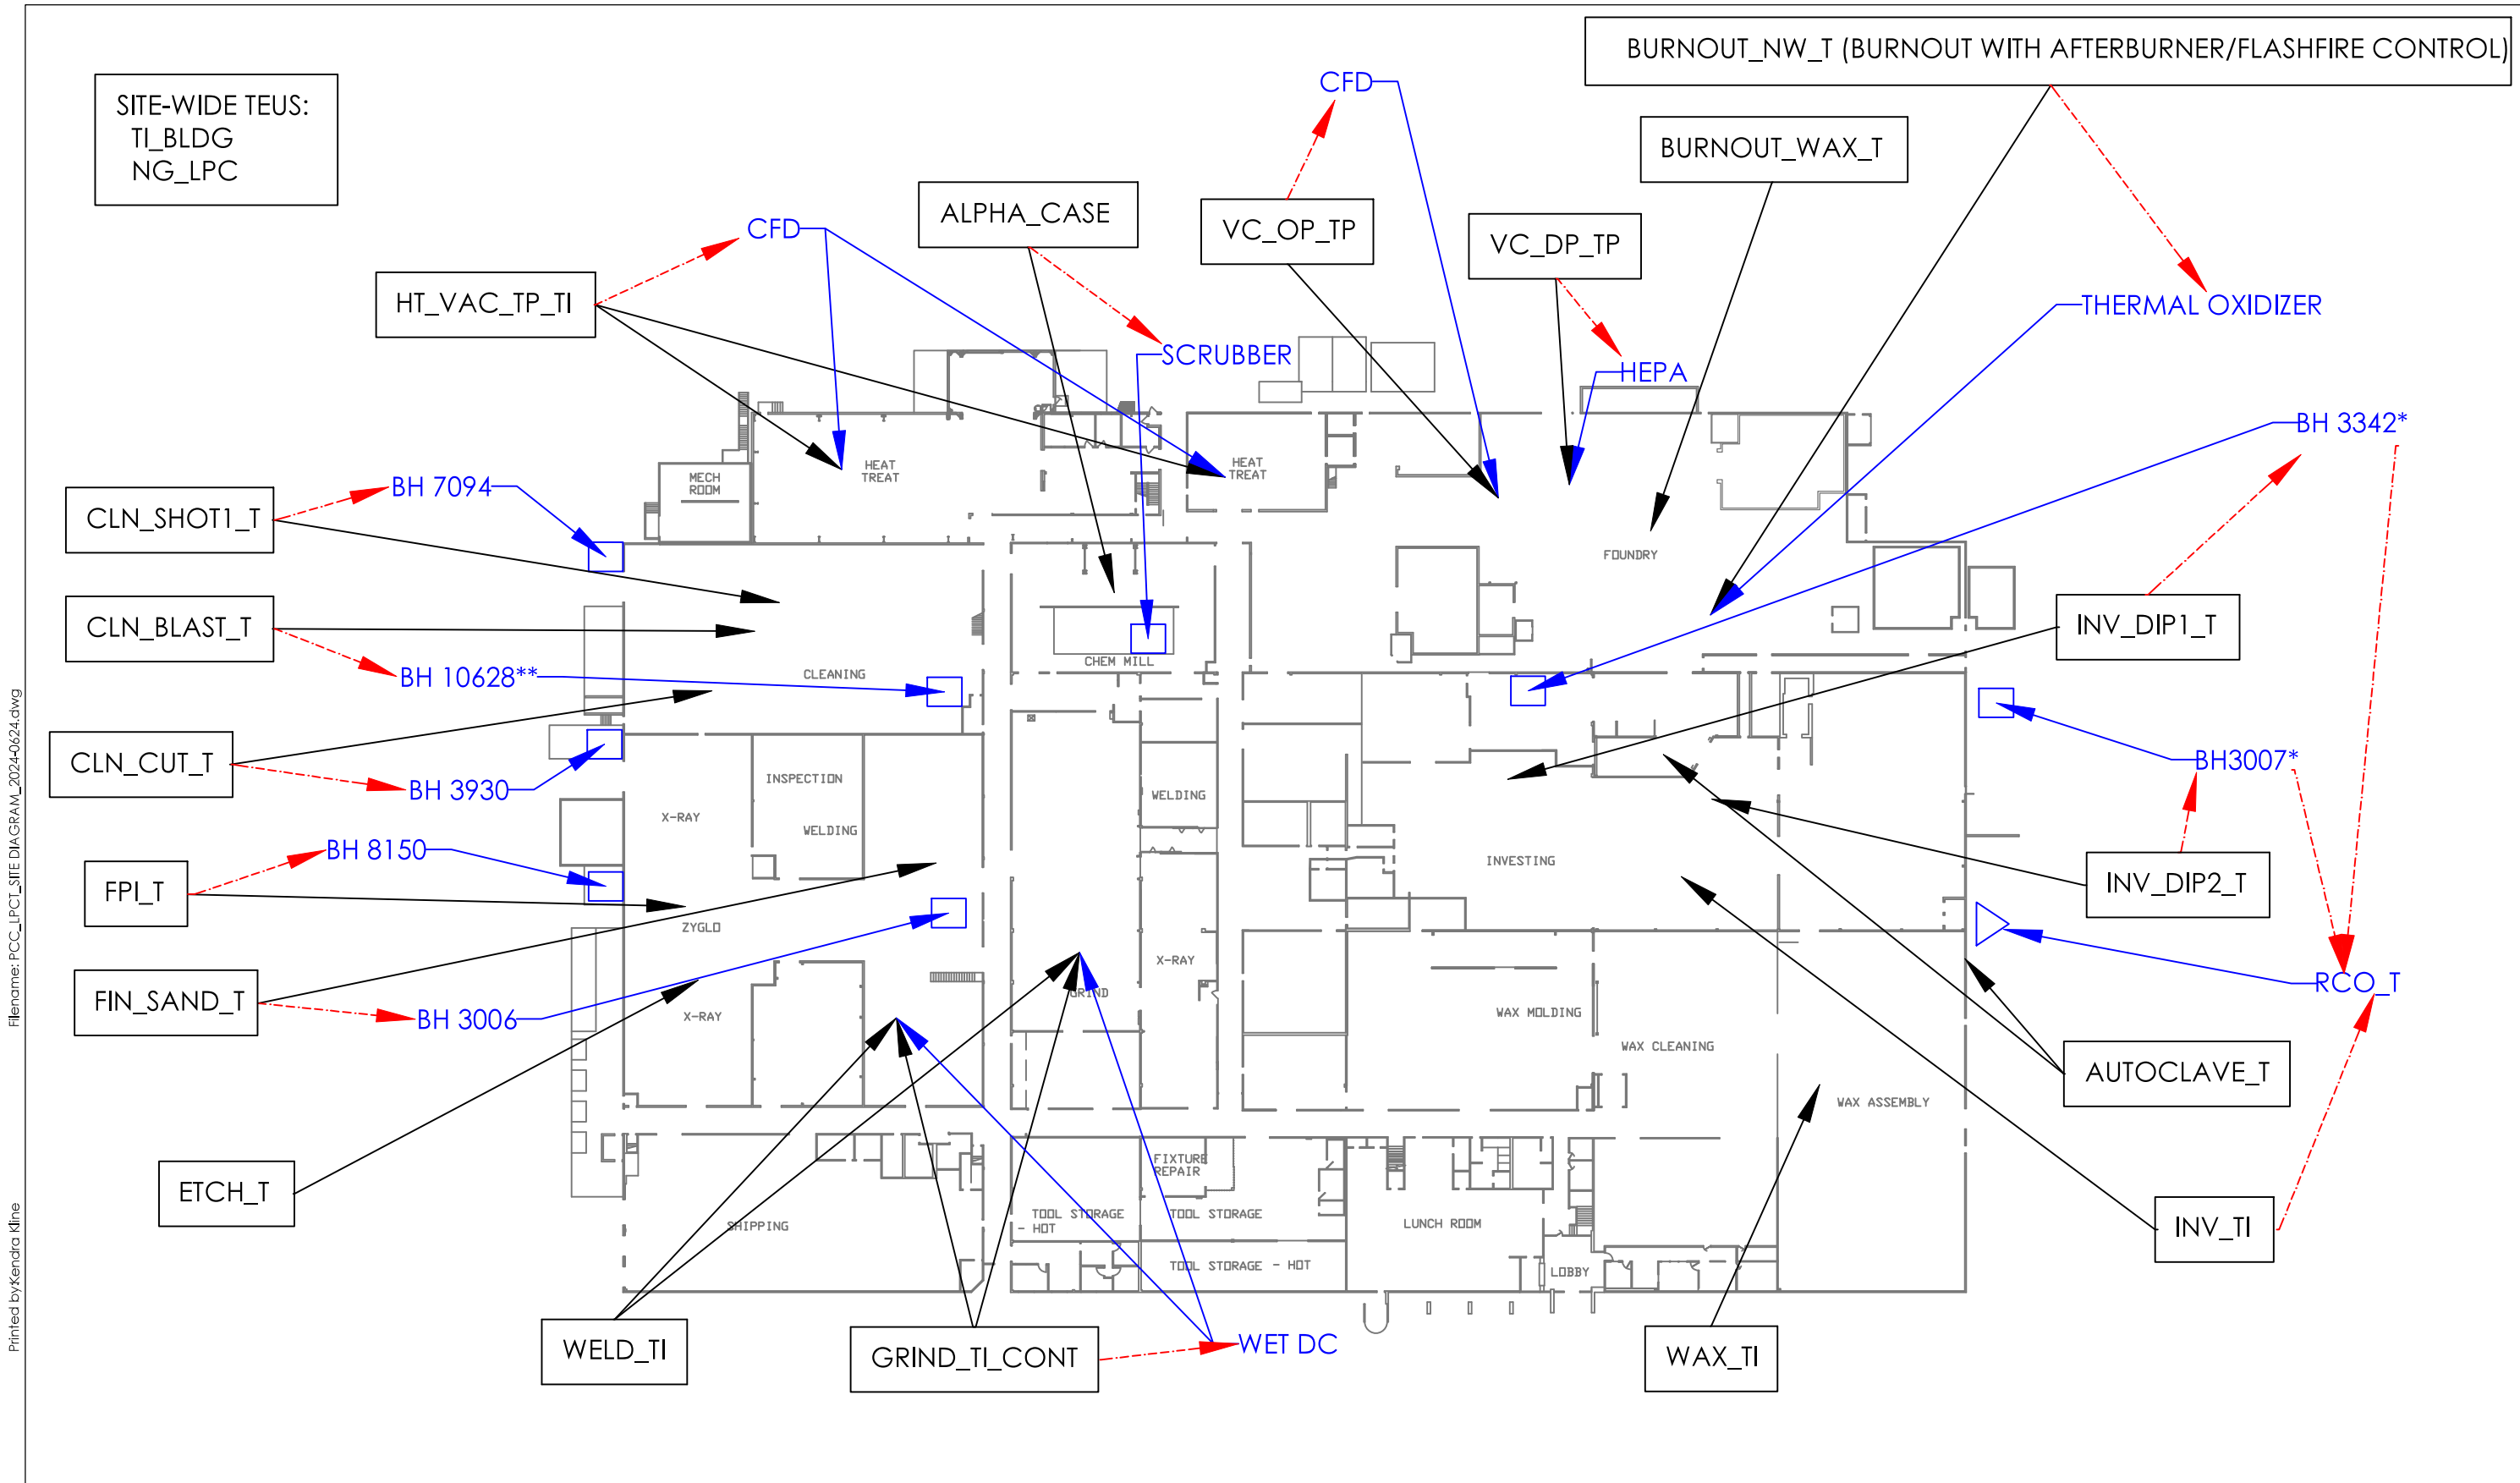 BURNOUT_NW_T (BURNOUT WITH AFTERBURNER/FLASHFIRE CONTROL)
SITE-WIDE TEUS:
TI_BLDG
NG_LPC
CFD
BURNOUT_WAX_T
ALPHA_CASE
VC_OP_TP
VC_DP_TP
CFD
HT_VAC_TP_TI
THERMAL OXIDIZER
SCRUBBER
HEPA
BH 3342*
HEAT
TREAT
HEAT
TREAT
MECH
ROOM
BH 7094
CLN_SHOT1_T
FOUNDRY
CLN_BLAST_T
INV_DIP1_T
CHEM MILL
CLEANING
BH 10628**
CLN_CUT_T
BH 3930
BH3007*
INSPECTION
WELDING
X-RAY
WELDING
BH 8150
INVESTING
FPI_T
INV_DIP2_T
ZYGLO
X-RAY
FIN_SAND_T
BH 3006
GRIND
RCO_T
X-RAY
WAX MOLDING
WAX CLEANING
AUTOCLAVE_T
WAX ASSEMBLY
FIXTURE
REPAIR
ETCH_T
TOOL STORAGE
- HOT
TOOL STORAGE
SHIPPING
LUNCH ROOM
INV_TI
TOOL STORAGE - HOT
LOBBY
WELD_TI
GRIND_TI_CONT
WET DC
WAX_TI
Filename: PCC_LPCT_SITE DIAGRAM_2024-0624.dwg
Printed by:Kendra Kline